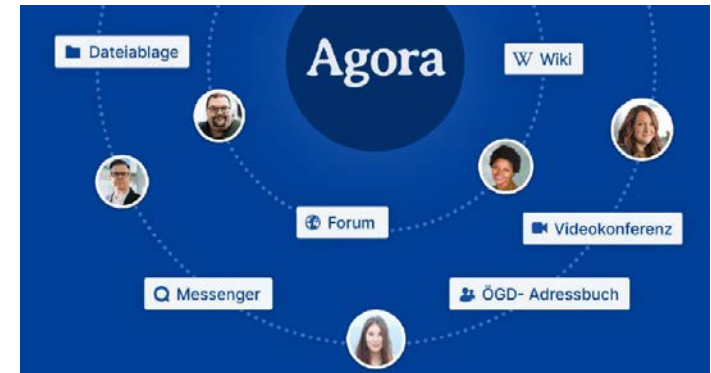 Dateiablage
Agora
W Wiki
Forum
Videokonferenz
Messenger
ÖGD- Adressbuch